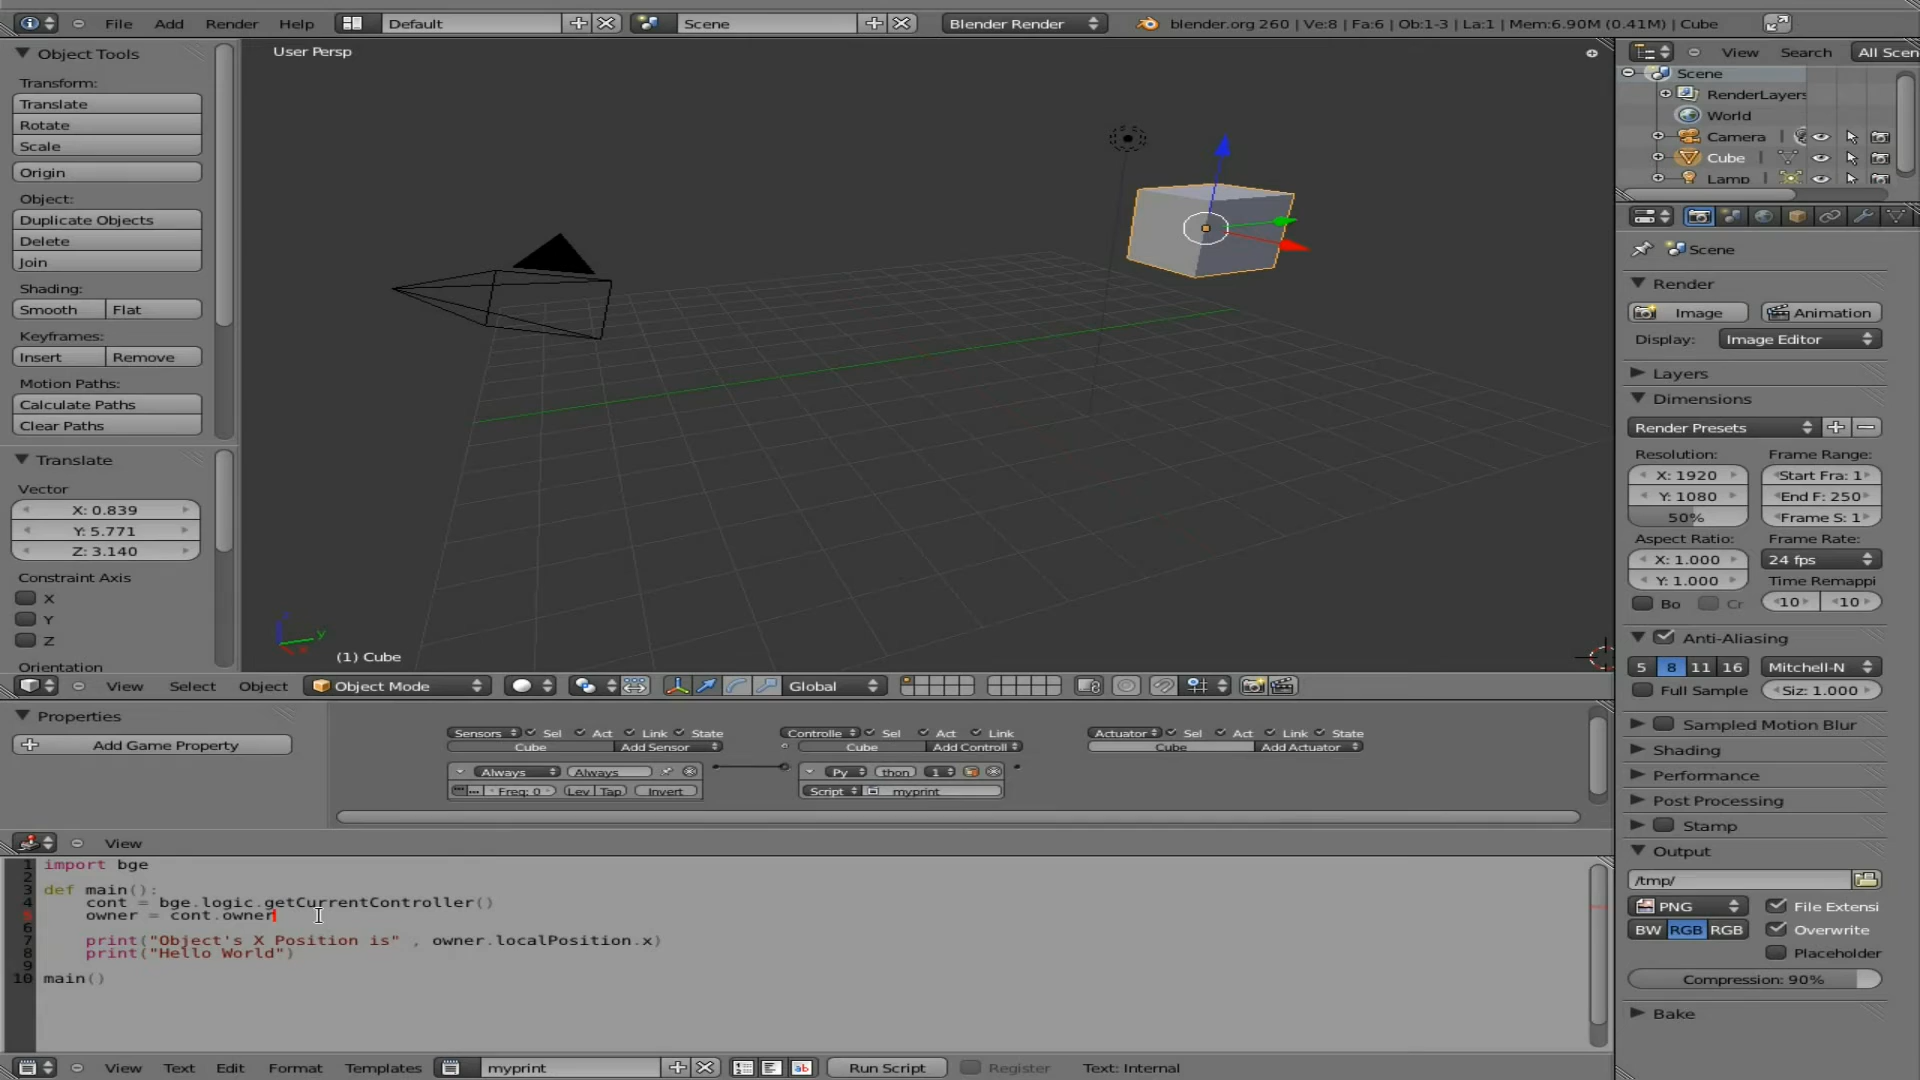 File Add Render Help Default Scene Blender Render blender.org 260 | Ve:8 | Fa:6 | Ob:1-3 | La:1 | Mem:6.90M (0.41M) | Cube
Object Tools
Transform:
Translate
Rotate
Scale
Origin
Object:
Duplicate Objects
Delete
Join
Shading:
Smooth Flat
Keyframes:
Insert Remove
Motion Paths:
Calculate Paths
Clear Paths
Translate
Vector
X: 0.839
Y: 5.771
Z: 3.140
Constraint Axis
X
Y
Z
Orientation
User Persp
y
(1) Cube
View Select Object Object Mode Global
View Search All Scen
Scene
RenderLayers
World
Camera
Cube
Lamp
Scene
Render
Image Animation
Display: Image Editor
Layers
Dimensions
Render Presets
Resolution: Frame Range:
X: 1920 Start Fra: 1
Y: 1080 End F: 250
50% Frame S: 1
Aspect Ratio: Frame Rate:
X: 1.000 24 fps
Y: 1.000 Time Remappi
Bo Cr 10 10
Anti-Aliasing
5 8 11 16 Mitchell-N
Full Sample Siz: 1.000
Sampled Motion Blur
Shading
Performance
Post Processing
Stamp
Output
/tmp/
PNG File Extensi
BW RGB RGB Overwrite
Placeholder
Compression: 90%
Bake
Properties
Add Game Property
Sensors Sel Act Link State Controlle Sel Act Link Actuator Sel Act Link State
Cube Add Sensor Cube Add Controll Cube Add Actuator
Always Always Py thon 1
Freq: 0 Lev Tap Invert Script myprint
View
1 import bge
2
3 def main():
4 cont = bge.logic.getCurrentController()
5 owner = cont.owner
6
7 print("Object's X Position is" , owner.localPosition.x)
8 print("Hello World")
9
10 main()
View Text Edit Format Templates myprint Run Script Register Text: Internal